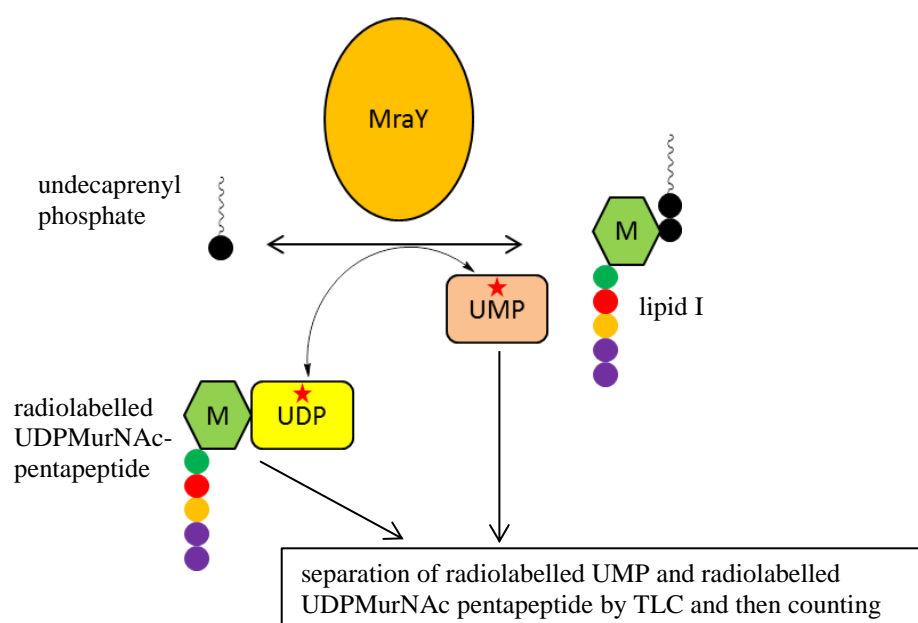 MraY
undecaprenyl
phosphate
M
UMP
lipid I
radiolabelled
UDPMurNAc-
pentapeptide
M
UDP
separation of radiolabelled UMP and radiolabelled
UDPMurNAc pentapeptide by TLC and then counting